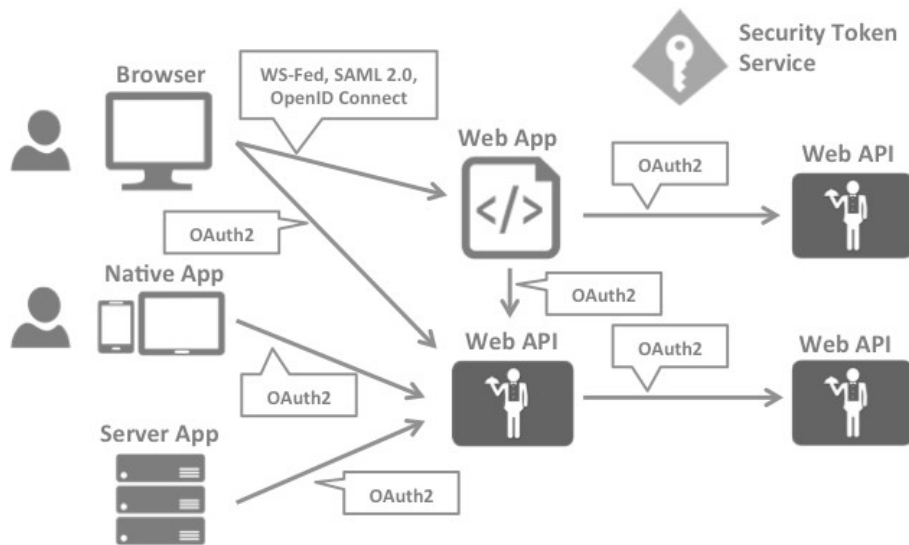 Security Token
Service
Browser
WS-Fed, SAML 2.0,
OpenID Connect
Web App
OAuth2
Web API
OAuth2
Native App
OAuth2
Web API
OAuth2
Web API
OAuth2
Server App
OAuth2